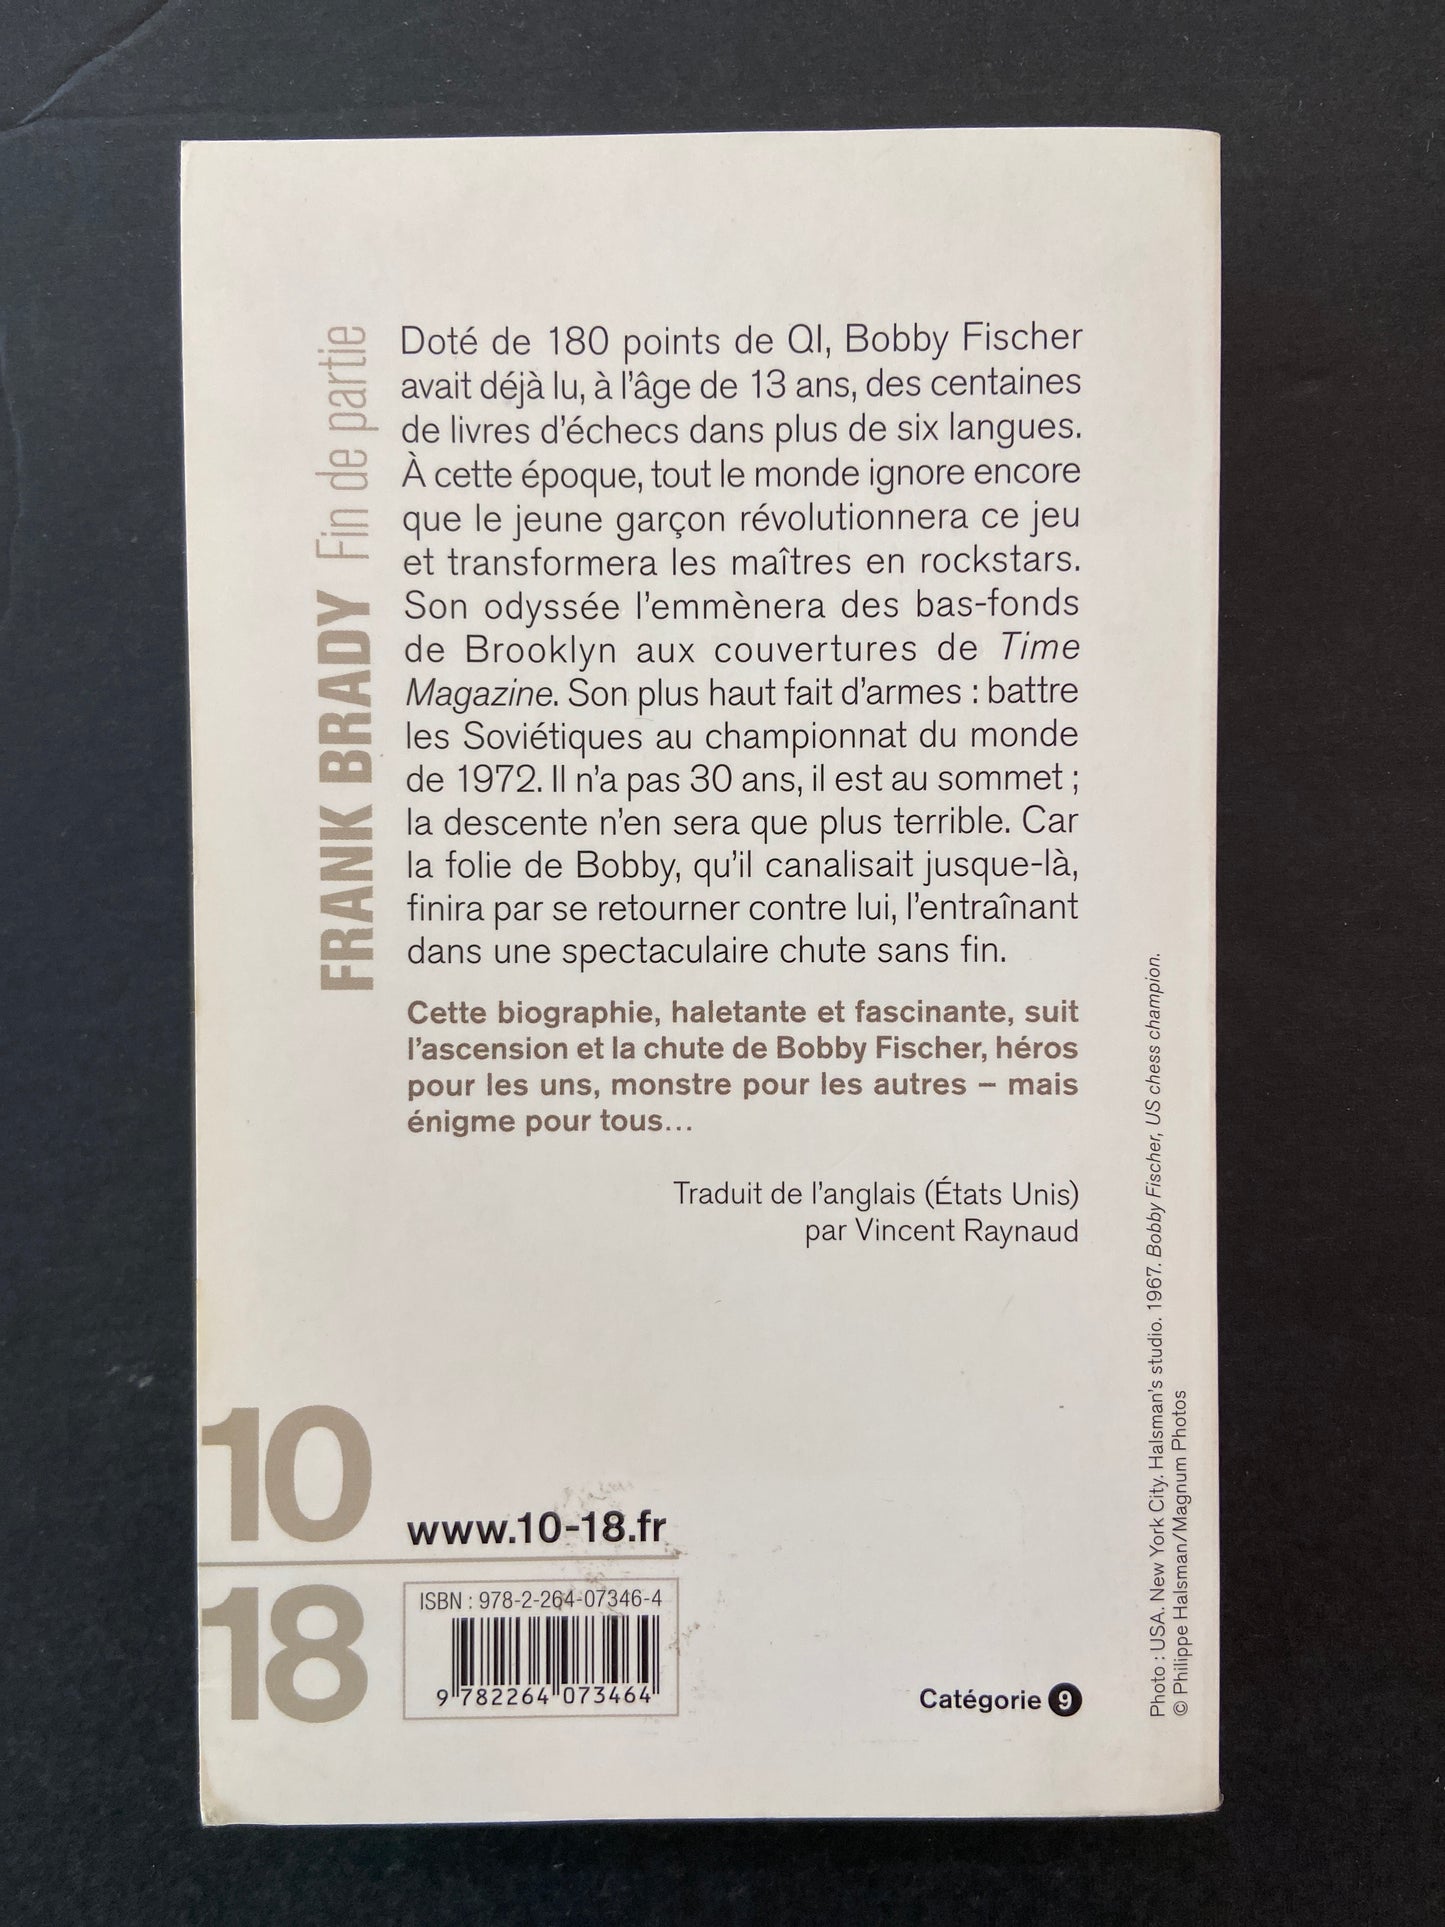 FRANK BRADY Fin de partie
Doté de 180 points de QI, Bobby Fischer
avait déjà lu, à l'âge de 13 ans, des centaines
de livres d'échecs dans plus de six langues.
À cette époque, tout le monde ignore encore
que le jeune garçon révolutionnera ce jeu
et transformera les maîtres en rockstars.
Son odyssée l'emmènera des bas-fonds
de Brooklyn aux couvertures de Time
Magazine. Son plus haut fait d'armes : battre
les Soviétiques au championnat du monde
de 1972. Il n'a pas 30 ans, il est au sommet ;
la descente n'en sera que plus terrible. Car
la folie de Bobby, qu'il canalisait jusque-là,
finira par se retourner contre lui, l'entraînant
dans une spectaculaire chute sans fin.
Cette biographie, haletante et fascinante, suit
l'ascension et la chute de Bobby Fischer, héros
pour les uns, monstre pour les autres – mais
énigme pour tous...
Traduit de l'anglais (États Unis)
par Vincent Raynaud
10
18
www.10-18.fr
ISBN : 978-2-264-07346-4
9 782264 073464
Catégorie 9
Photo : USA. New York City. Halsman's studio. 1967. Bobby Fischer, US chess champion.
© Philippe Halsman/Magnum Photos